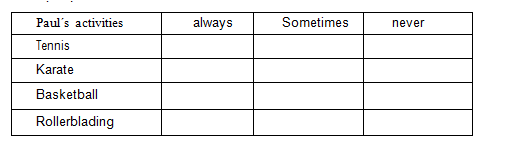 Paul´s activities always Sometimes never
Tennis
Karate
Basketball
Rollerblading